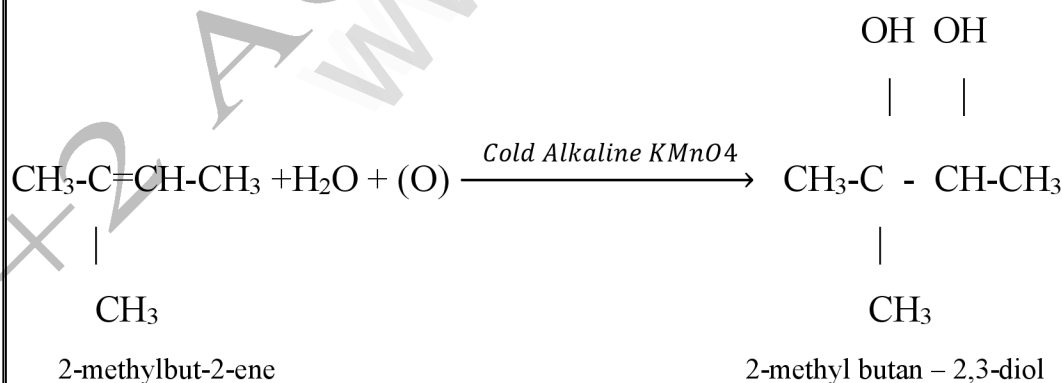 OH OH
| |
Cold Alkaline KMnO4
CH₃-C=CH-CH₃ +H₂O + (O) ⟶ CH₃-C - CH-CH₃
| |
CH₃ CH₃
2-methylbut-2-ene 2-methyl butan – 2,3-diol
+2 A